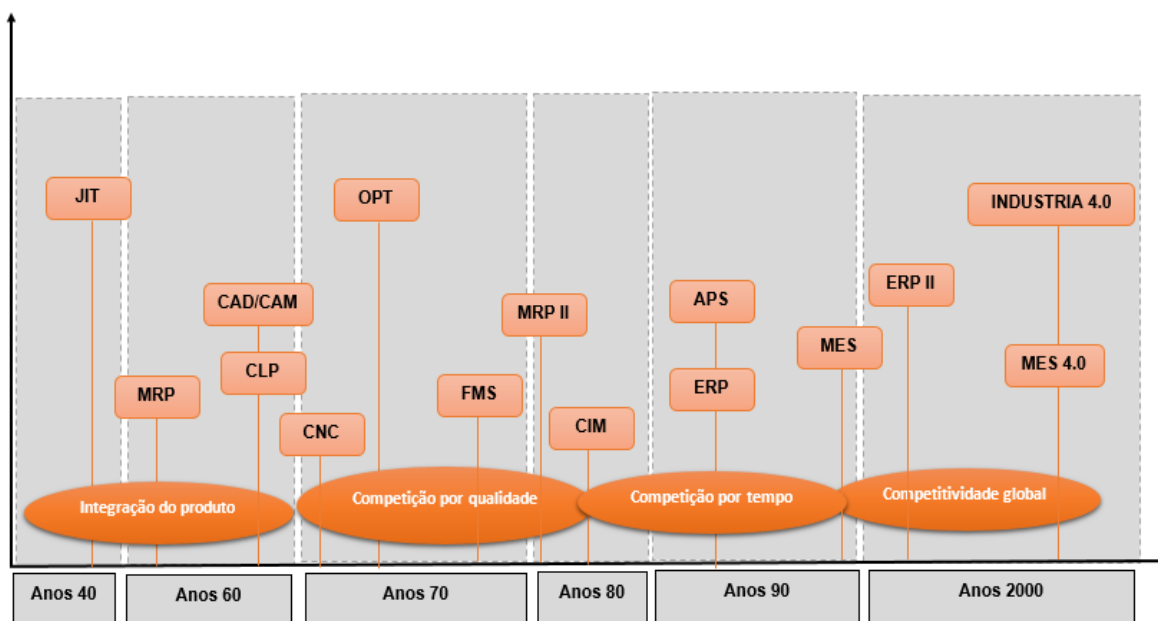 JIT
OPT
INDUSTRIA 4.0
ERP II
CAD/CAM
APS
MRP II
MES
CLP
MES 4.0
MRP
FMS
ERP
CNC
CIM
Integração do produto
Competição por qualidade
Competição por tempo
Competitividade global
Anos 40
Anos 60
Anos 70
Anos 80
Anos 90
Anos 2000